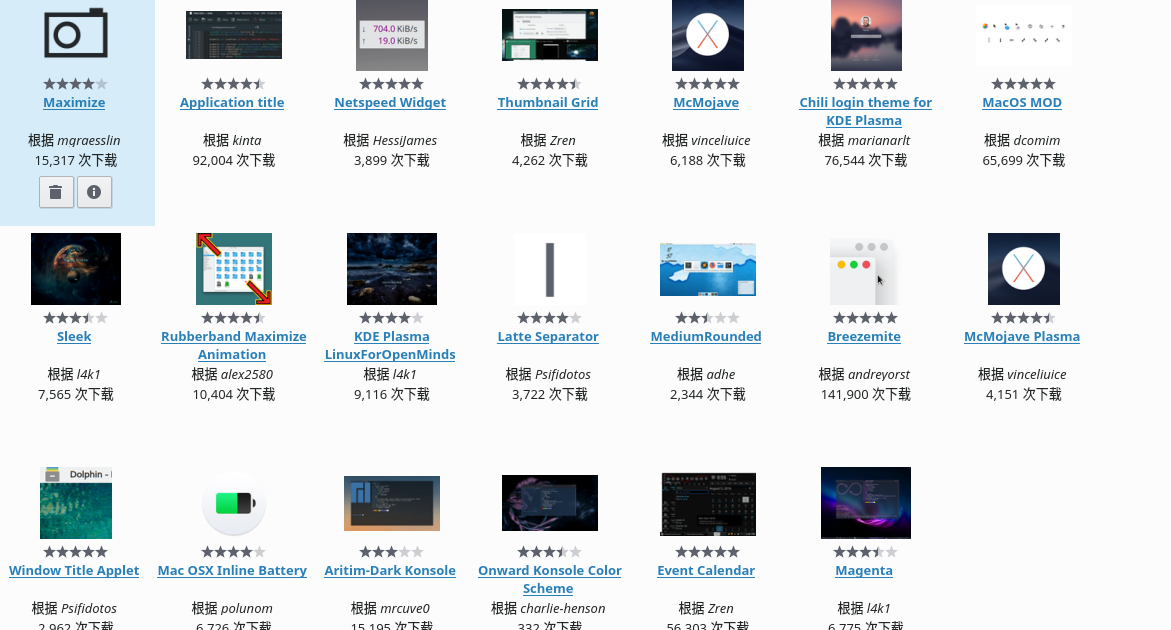 ↓ 704.0 KiB/s
↑ 19.0 KiB/s
Maximize
Application title
Netspeed Widget
Thumbnail Grid
McMojave
Chili login theme for
KDE Plasma
MacOS MOD
根据 mgraesslin
根据 kinta
根据 HessiJames
根据 Zren
根据 vinceliuice
根据 marianarlt
根据 dcomim
15,317 次下载
92,004 次下载
3,899 次下载
4,262 次下载
6,188 次下载
76,544 次下载
65,699 次下载
Sleek
Rubberband Maximize
Animation
KDE Plasma
LinuxForOpenMinds
Latte Separator
MediumRounded
Breezemite
McMojave Plasma
根据 l4k1
根据 alex2580
根据 l4k1
根据 Psifidotos
根据 adhe
根据 andreyorst
根据 vinceliuice
7,565 次下载
10,404 次下载
9,116 次下载
3,722 次下载
2,344 次下载
141,900 次下载
4,151 次下载
Dolphin -
Window Title Applet
Mac OSX Inline Battery
Aritim-Dark Konsole
Onward Konsole Color
Scheme
Event Calendar
Magenta
根据 Psifidotos
根据 polunom
根据 mrcuve0
根据 charlie-henson
根据 Zren
根据 l4k1
2,962 次下载
6,726 次下载
15,195 次下载
332 次下载
56,303 次下载
6,775 次下载